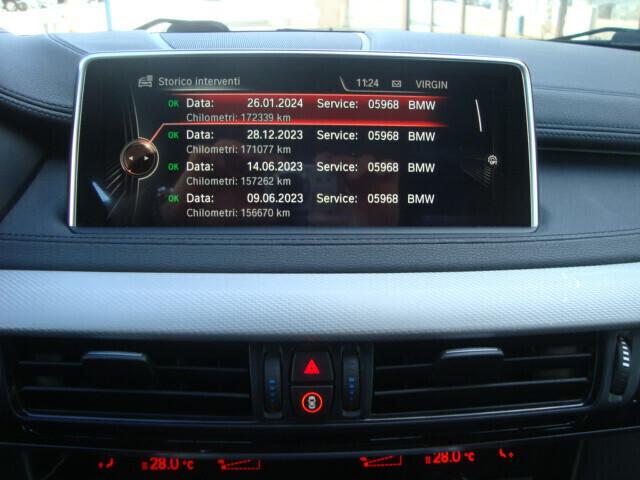 Storico interventi 11:24 VIRGIN
OK Data: 26.01.2024 Service: 05968 BMW
Chilometri: 172339 km
OK Data: 28.12.2023 Service: 05968 BMW
Chilometri: 171077 km
OK Data: 14.06.2023 Service: 05968 BMW
Chilometri: 157262 km
OK Data: 09.06.2023 Service: 05968 BMW
Chilometri: 156670 km
28.0 °C 28.0 °C